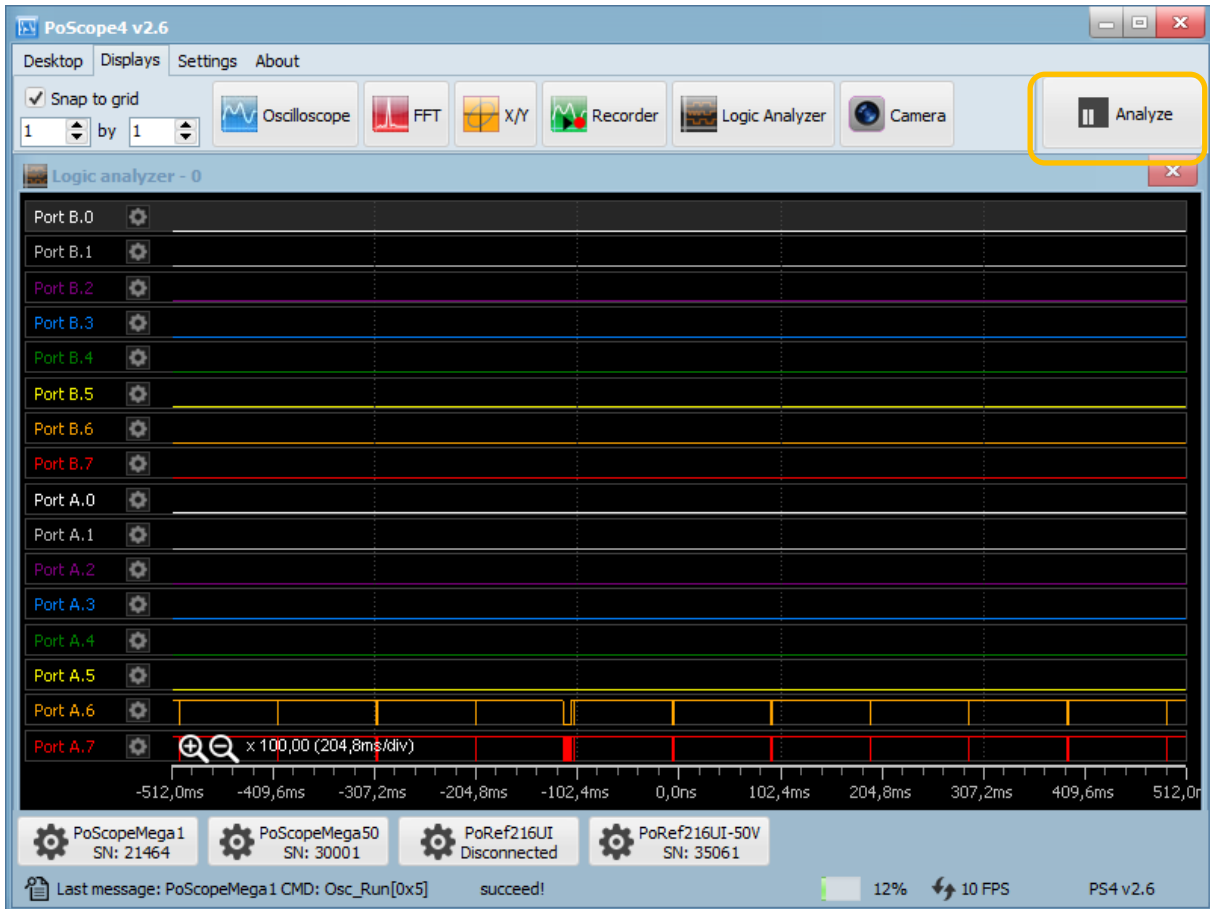 PoScope4 v2.6
Desktop Displays Settings About
Snap to grid
1 by 1
Oscilloscope FFT X/Y Recorder Logic Analyzer Camera Analyze
Logic analyzer - 0
Port B.0
Port B.1
Port B.2
Port B.3
Port B.4
Port B.5
Port B.6
Port B.7
Port A.0
Port A.1
Port A.2
Port A.3
Port A.4
Port A.5
Port A.6
Port A.7 x 100,00 (204,8ms/div)
-512,0ms -409,6ms -307,2ms -204,8ms -102,4ms 0,0ms 102,4ms 204,8ms 307,2ms 409,6ms 512,0
PoScopeMega1 PoScopeMega50 PoRef216UI PoRef216UI-50V
SN: 21464 SN: 30001 Disconnected SN: 35061
Last message: PoScopeMega1 CMD: Osc_Run[0x5] succeed! 12% 10 FPS PS4 v2.6